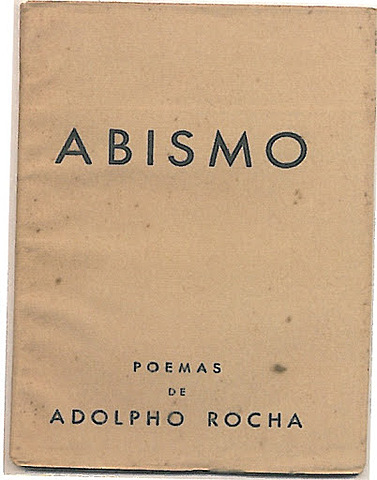 ABISMO
POEMAS
DE
ADOLPHO ROCHA